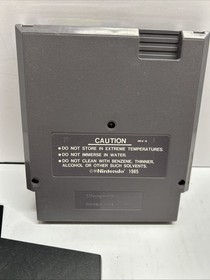 CAUTION
REV-A
●DO NOT STORE IN EXTREME TEMPERATURES.
●DO NOT IMMERSE IN WATER.
●DO NOT CLEAN WITH BENZENE, THINNER,
ALCOHOL OR OTHER SUCH SOLVENTS.
©Nintendo 1985